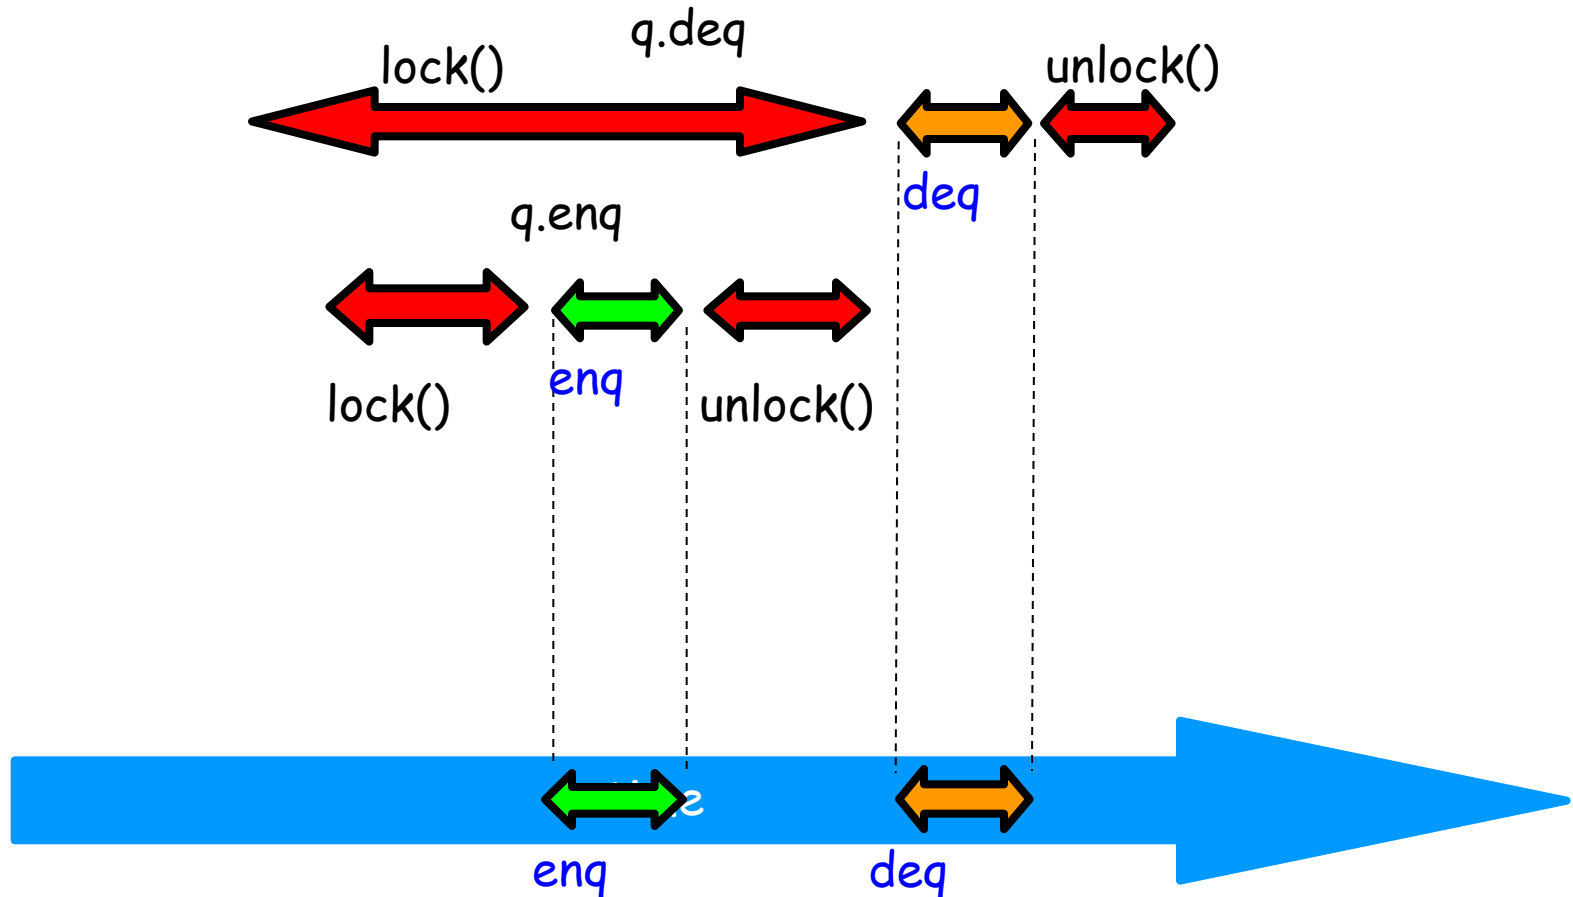 q.deq
lock()
unlock()
deq
q.enq
enq
lock()
unlock()
enq
deq